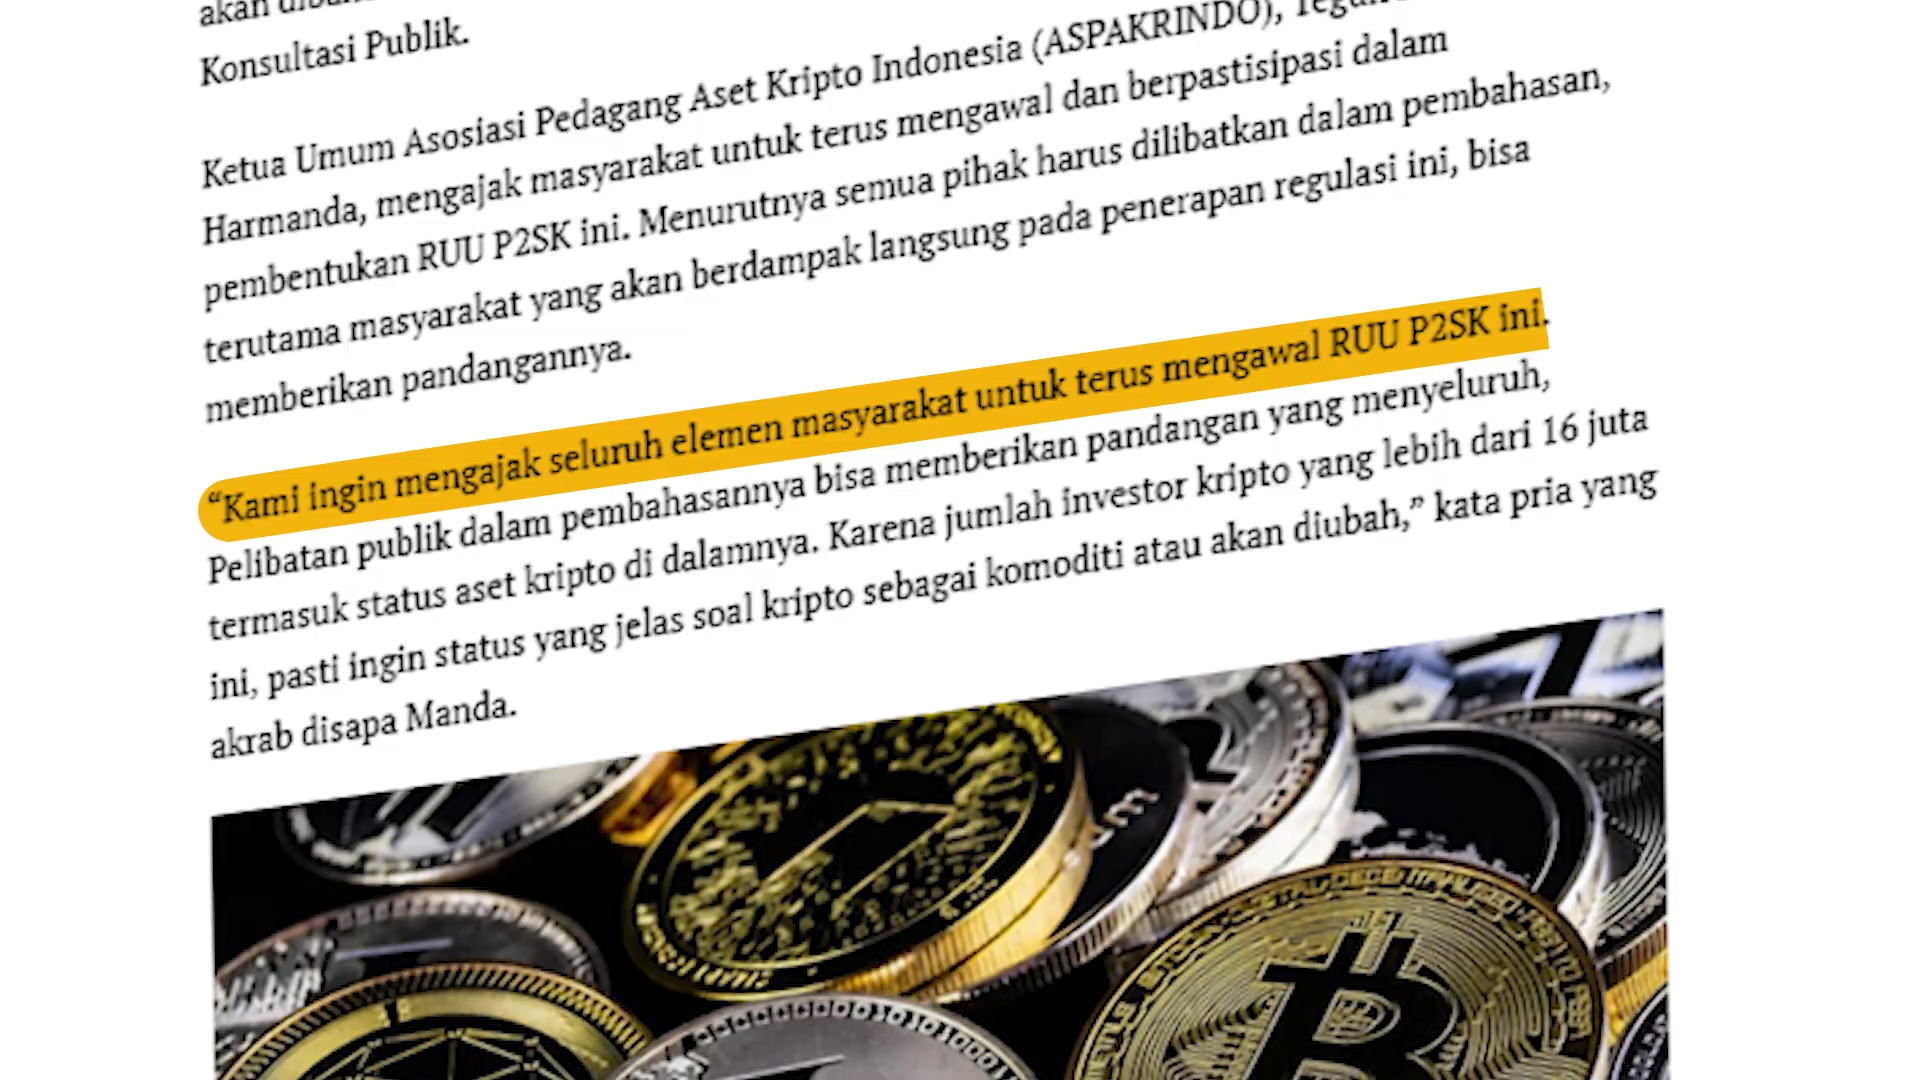 Konsultasi Publik.
Ketua Umum Asosiasi Pedagang Aset Kripto Indonesia (ASPAKRINDO),
Harmanda, mengajak masyarakat untuk terus mengawal dan berpastisipasi dalam
pembentukan RUU P2SK ini. Menurutnya semua pihak harus dilibatkan dalam pembahasan,
terutama masyarakat yang akan berdampak langsung pada penerapan regulasi ini, bisa
memberikan pandangannya.
“Kami ingin mengajak seluruh elemen masyarakat untuk terus mengawal RUU P2SK ini.
Pelibatan publik dalam pembahasannya bisa memberikan pandangan yang menyeluruh,
termasuk status aset kripto di dalamnya. Karena jumlah investor kripto yang lebih dari 16 juta
ini, pasti ingin status yang jelas soal kripto sebagai komoditi atau akan diubah,” kata pria yang
akrab disapa Manda.